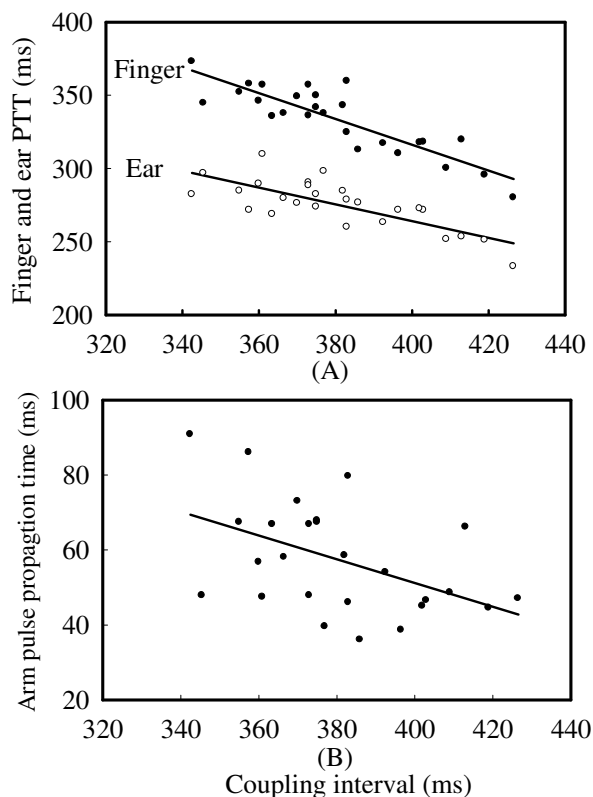 Finger and ear PTT (ms)
400
350
300
250
200
Finger
Ear
320 340 360 380 400 420 440
(A)
Arm pulse propagtion time (ms)
100
80
60
40
20
320 340 360 380 400 420 440
(B)
Coupling interval (ms)